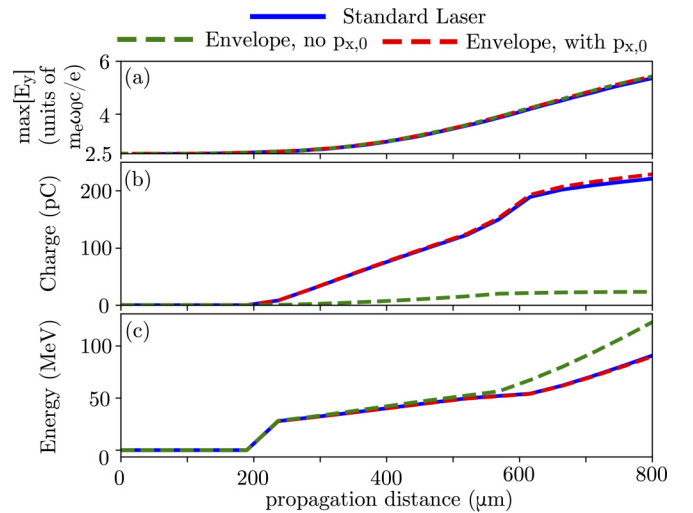 Standard Laser
Envelope, no pₓ,₀ Envelope, with pₓ,₀
max[Eᵧ]
(units of
mₑω₀c/e)
6
4
2.5
(a)
Charge (pC)
200
100
0
(b)
Energy (MeV)
100
50
0
(c)
0 200 400 600 800
propagation distance (μm)